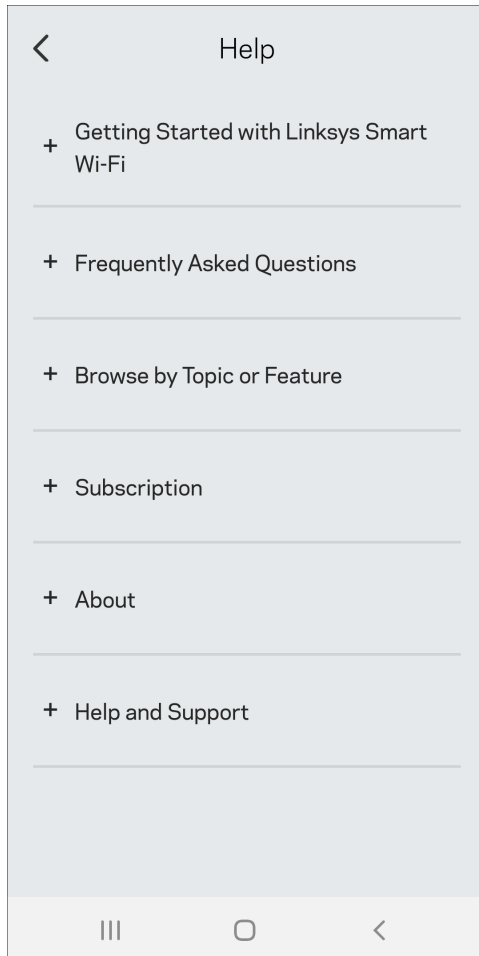 Help
Getting Started with Linksys Smart
Wi-Fi
Frequently Asked Questions
Browse by Topic or Feature
Subscription
About
Help and Support